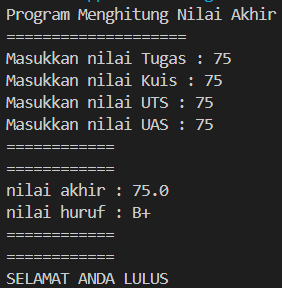 Program Menghitung Nilai Akhir
====================
Masukkan nilai Tugas : 75
Masukkan nilai Kuis : 75
Masukkan nilai UTS : 75
Masukkan nilai UAS : 75
============
============
nilai akhir : 75.0
nilai huruf : B+
============
============
SELAMAT ANDA LULUS